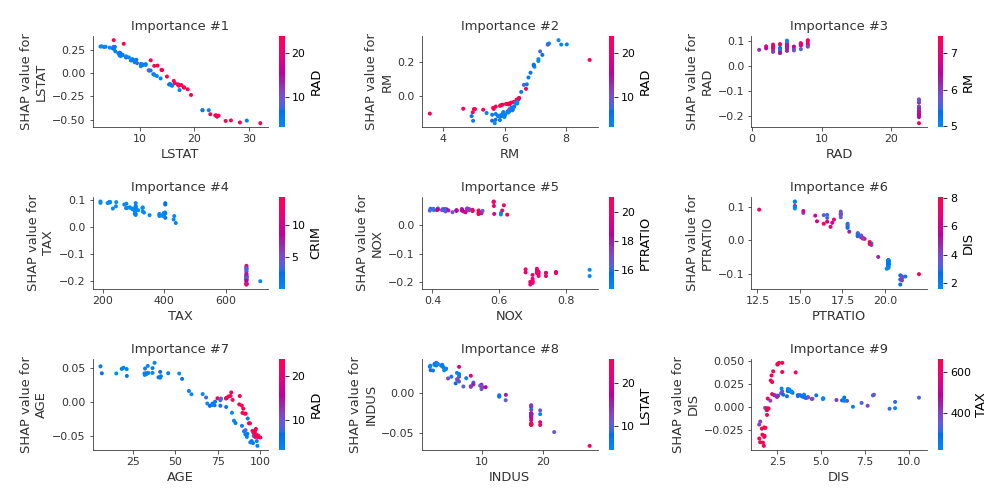 Importance #1
Importance #2
Importance #3
SHAP value for
LSTAT
0.25
0.00
−0.25
−0.50
10
20
30
LSTAT
20
10
RAD
SHAP value for
RM
0.2
0.0
4
6
8
RM
20
10
RAD
SHAP value for
RAD
0.1
0.0
−0.1
−0.2
0
10
20
RAD
7
6
5
RM
Importance #4
Importance #5
Importance #6
SHAP value for
TAX
0.1
0.0
−0.1
−0.2
200
400
600
TAX
10
5
CRIM
SHAP value for
NOX
0.0
−0.1
−0.2
0.4
0.6
0.8
NOX
20
18
16
PTRATIO
SHAP value for
PTRATIO
0.1
0.0
−0.1
12.5
15.0
17.5
20.0
PTRATIO
8
6
4
2
DIS
Importance #7
Importance #8
Importance #9
SHAP value for
AGE
0.05
0.00
−0.05
25
50
75
100
AGE
20
10
RAD
SHAP value for
INDUS
0.00
−0.05
10
20
INDUS
20
10
LSTAT
SHAP value for
DIS
0.050
0.025
0.000
−0.025
2.5
5.0
7.5
10.0
DIS
600
400
TAX